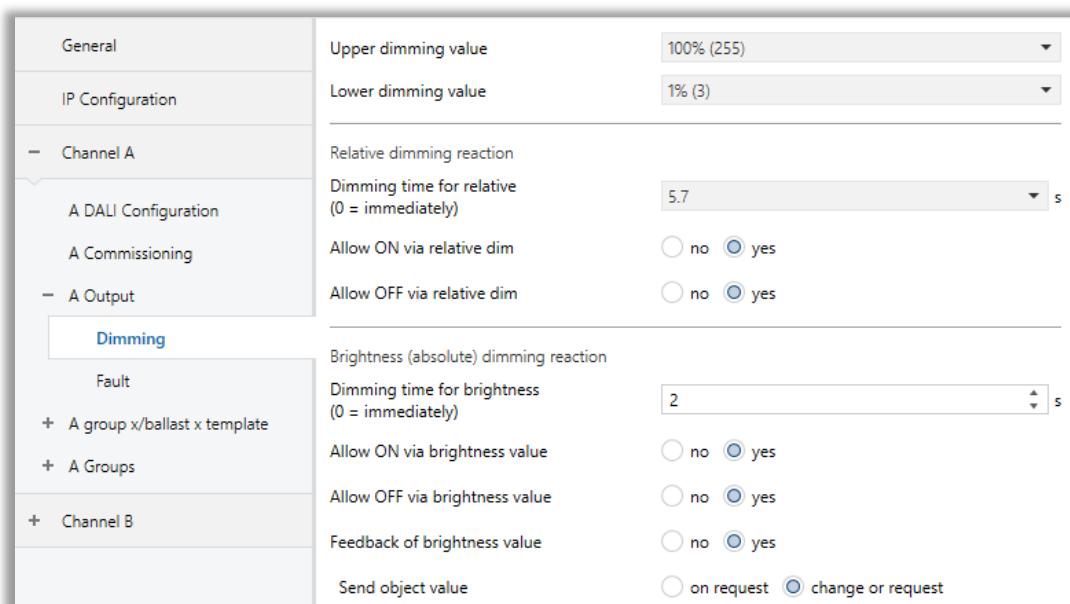 General
IP Configuration
− Channel A
A DALI Configuration
A Commissioning
− A Output
Dimming
Fault
+ A group x/ballast x template
+ A Groups
+ Channel B
Upper dimming value 100% (255)
Lower dimming value 1% (3)
Relative dimming reaction
Dimming time for relative
(0 = immediately) 5.7 s
Allow ON via relative dim no yes
Allow OFF via relative dim no yes
Brightness (absolute) dimming reaction
Dimming time for brightness
(0 = immediately) 2 s
Allow ON via brightness value no yes
Allow OFF via brightness value no yes
Feedback of brightness value no yes
Send object value on request change or request